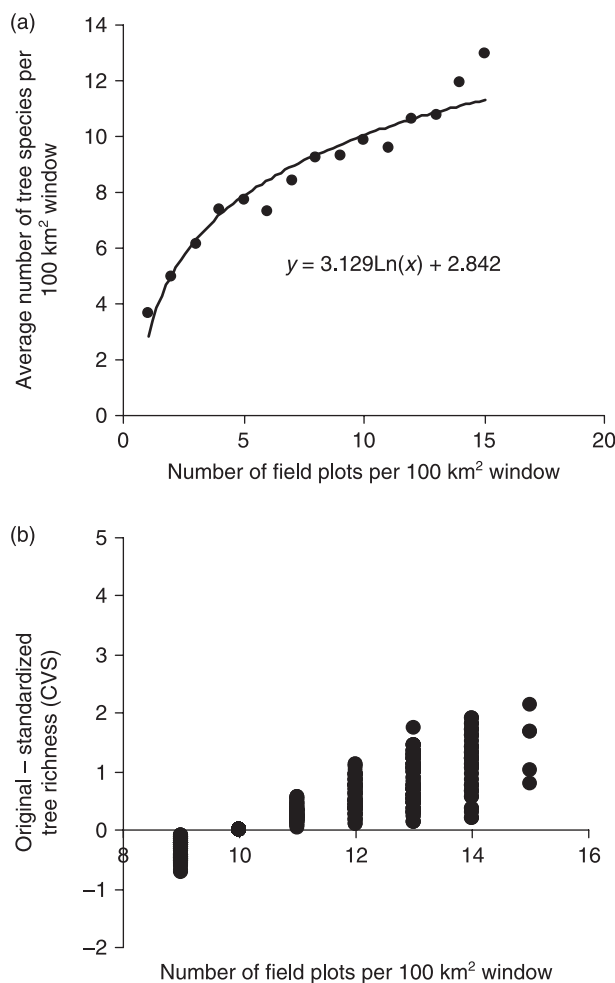 (a)
Average number of tree species per
100 km² window
14
12
10
8
6
4
2
0
y = 3.129Ln(x) + 2.842
0 5 10 15 20
Number of field plots per 100 km² window
(b)
Original – standardized
tree richness (CVS)
5
4
3
2
1
0
8 10 12 14 16
−1
−2
Number of field plots per 100 km² window